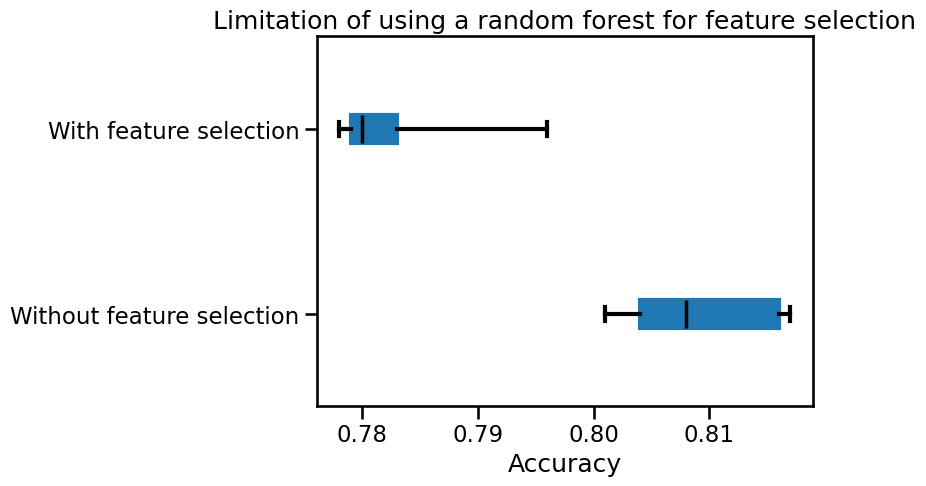 Limitation of using a random forest for feature selection
With feature selection
Without feature selection
0.78 0.79 0.80 0.81
Accuracy